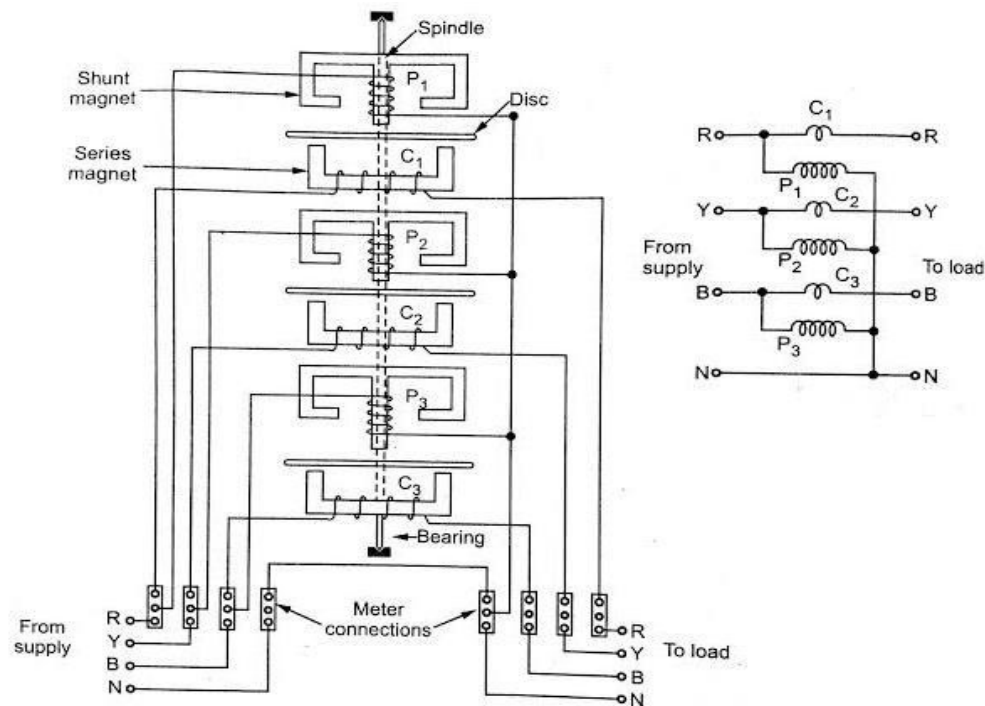 Spindle
Shunt
magnet
P1
Disc
Series
magnet
C1
P2
C2
P3
C3
Bearing
Meter
connections
From
supply
R
Y
B
N
R
Y
B
N
To load
C1
R
R
P1
C2
Y
Y
P2
From
supply
C3
To load
B
B
P3
N
N